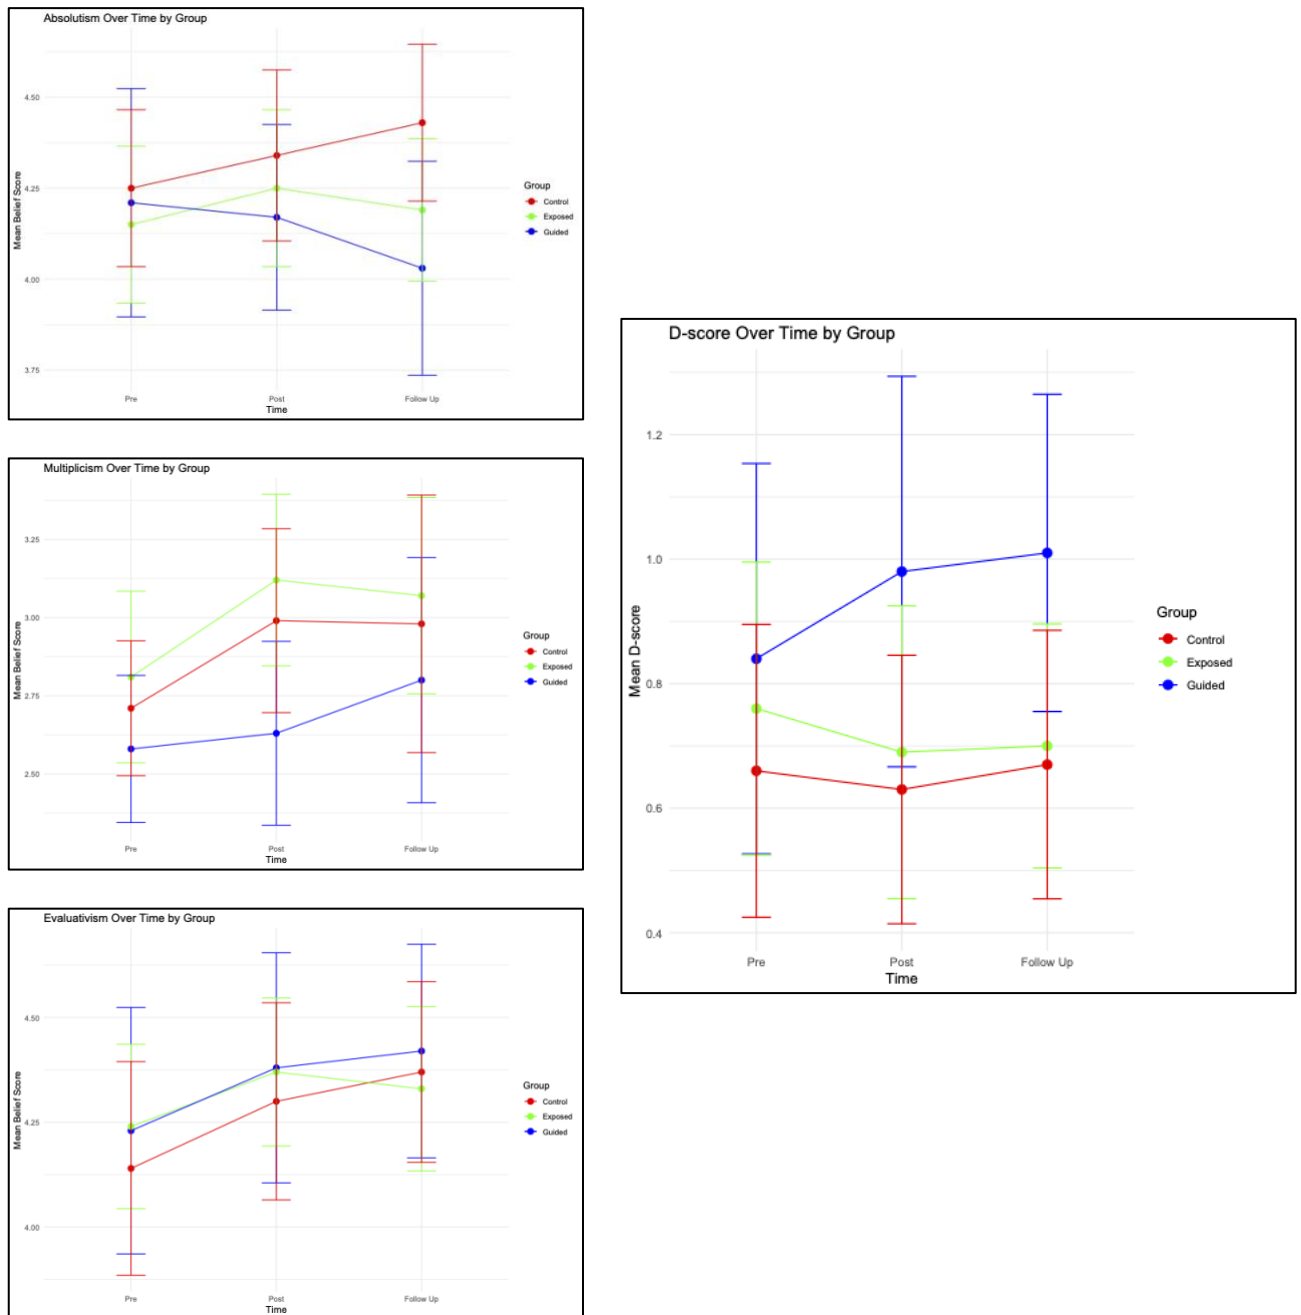 Absolutism Over Time by Group
Mean Belief Score
4.50
4.25
4.00
3.75
Pre
Post
Follow Up
Time
Group
Control
Exposed
Guided
Multiplicism Over Time by Group
Mean Belief Score
3.25
3.00
2.75
2.50
Pre
Post
Follow Up
Time
Group
Control
Exposed
Guided
Evaluativism Over Time by Group
Mean Belief Score
4.50
4.25
4.00
Pre
Post
Follow Up
Time
Group
Control
Exposed
Guided
D-score Over Time by Group
Mean D-score
1.2
1.0
0.8
0.6
0.4
Pre
Post
Follow Up
Time
Group
Control
Exposed
Guided